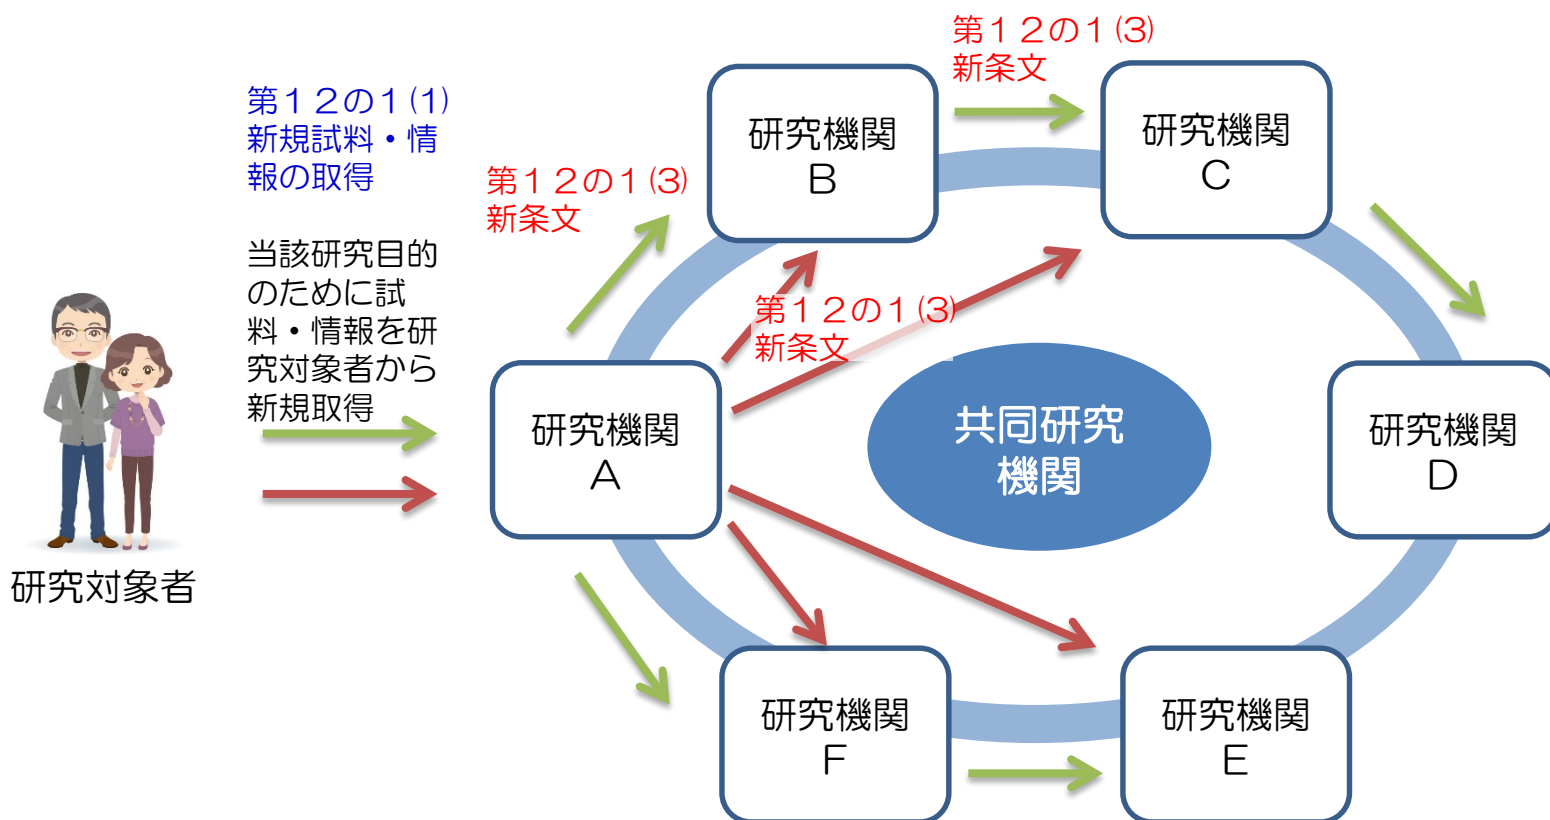 第１２の１(1)
新規試料・情
報の取得
当該研究目的
のために試
料・情報を研
究対象者から
新規取得
研究対象者
第１２の１(3)
新条文
第１２の１(3)
新条文
第１２の１(3)
新条文
研究機関
A
研究機関
B
研究機関
C
研究機関
D
研究機関
E
研究機関
F
共同研究
機関